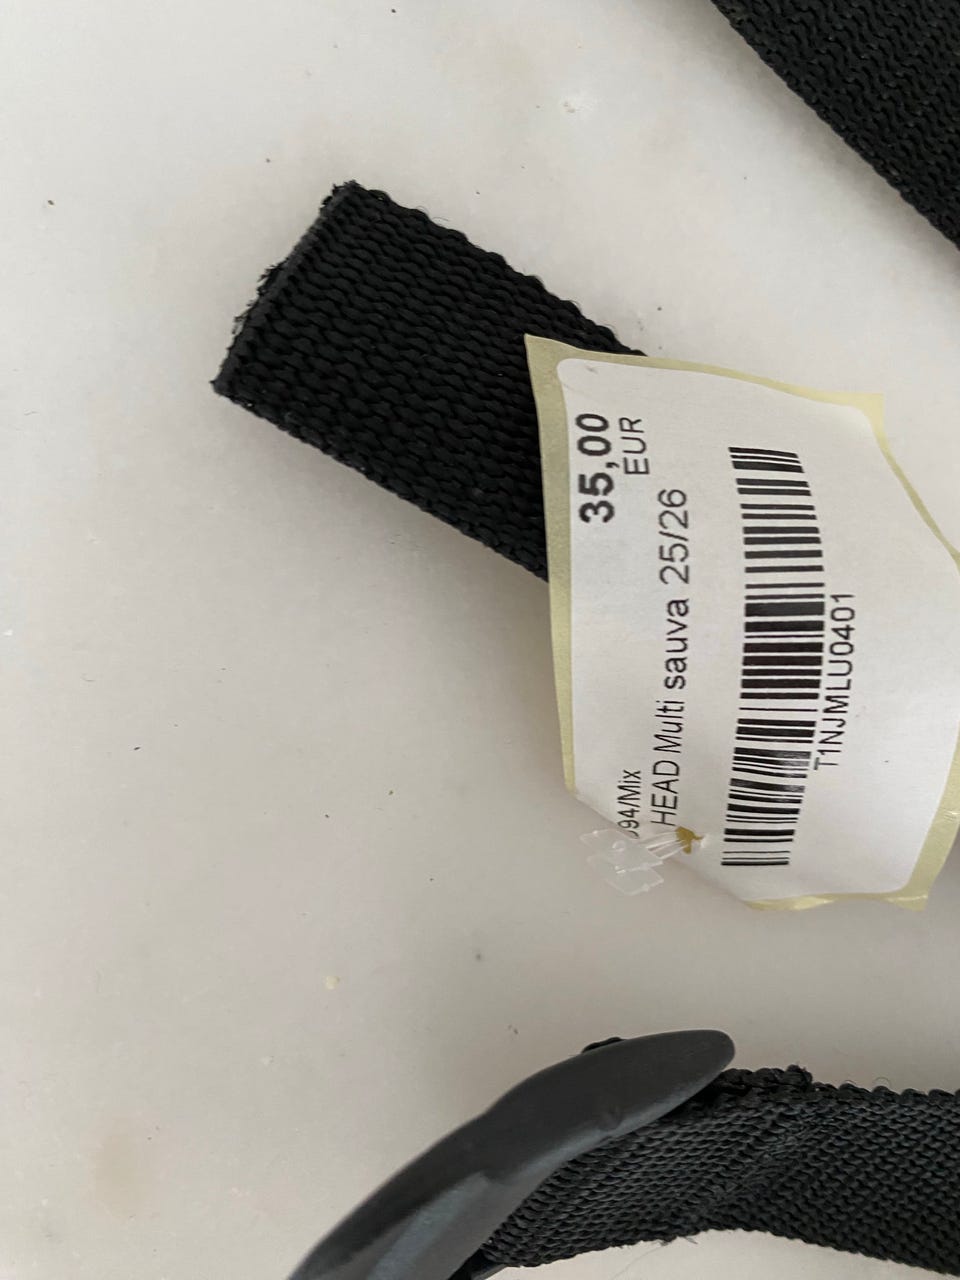 35,00
EUR
94/Mix
HEAD Multi sauva 25/26
T1NJMLU0401